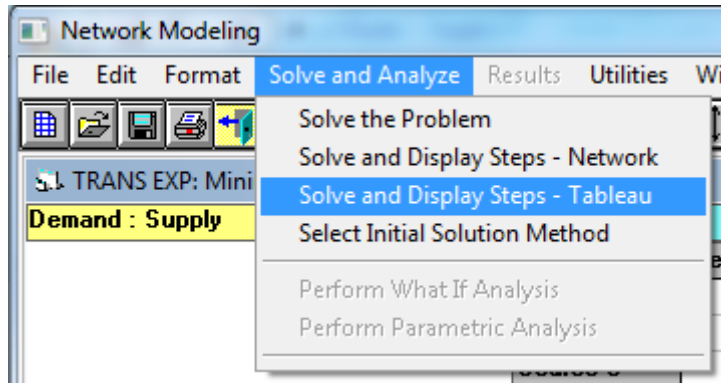 Network Modeling
File Edit Format Solve and Analyze Results Utilities Wi
Solve the Problem
Solve and Display Steps - Network
TRANS EXP: Mini
Solve and Display Steps - Tableau
Demand : Supply
Select Initial Solution Method
Perform What If Analysis
Perform Parametric Analysis